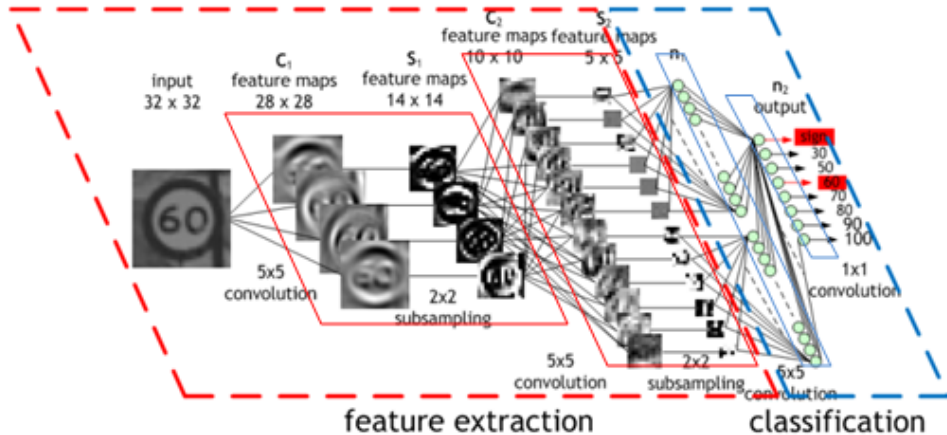 input
32 x 32
C1
feature maps
28 x 28
S1
feature maps
14 x 14
C2
feature maps
10 x 10
S2
feature maps
5 x 5
n1
n2
output
60
sign
30
50
60
70
80
90
100
5x5
convolution
2x2
subsampling
5x5
convolution
2x2
subsampling
5x5
convolution
1x1
convolution
feature extraction
classification